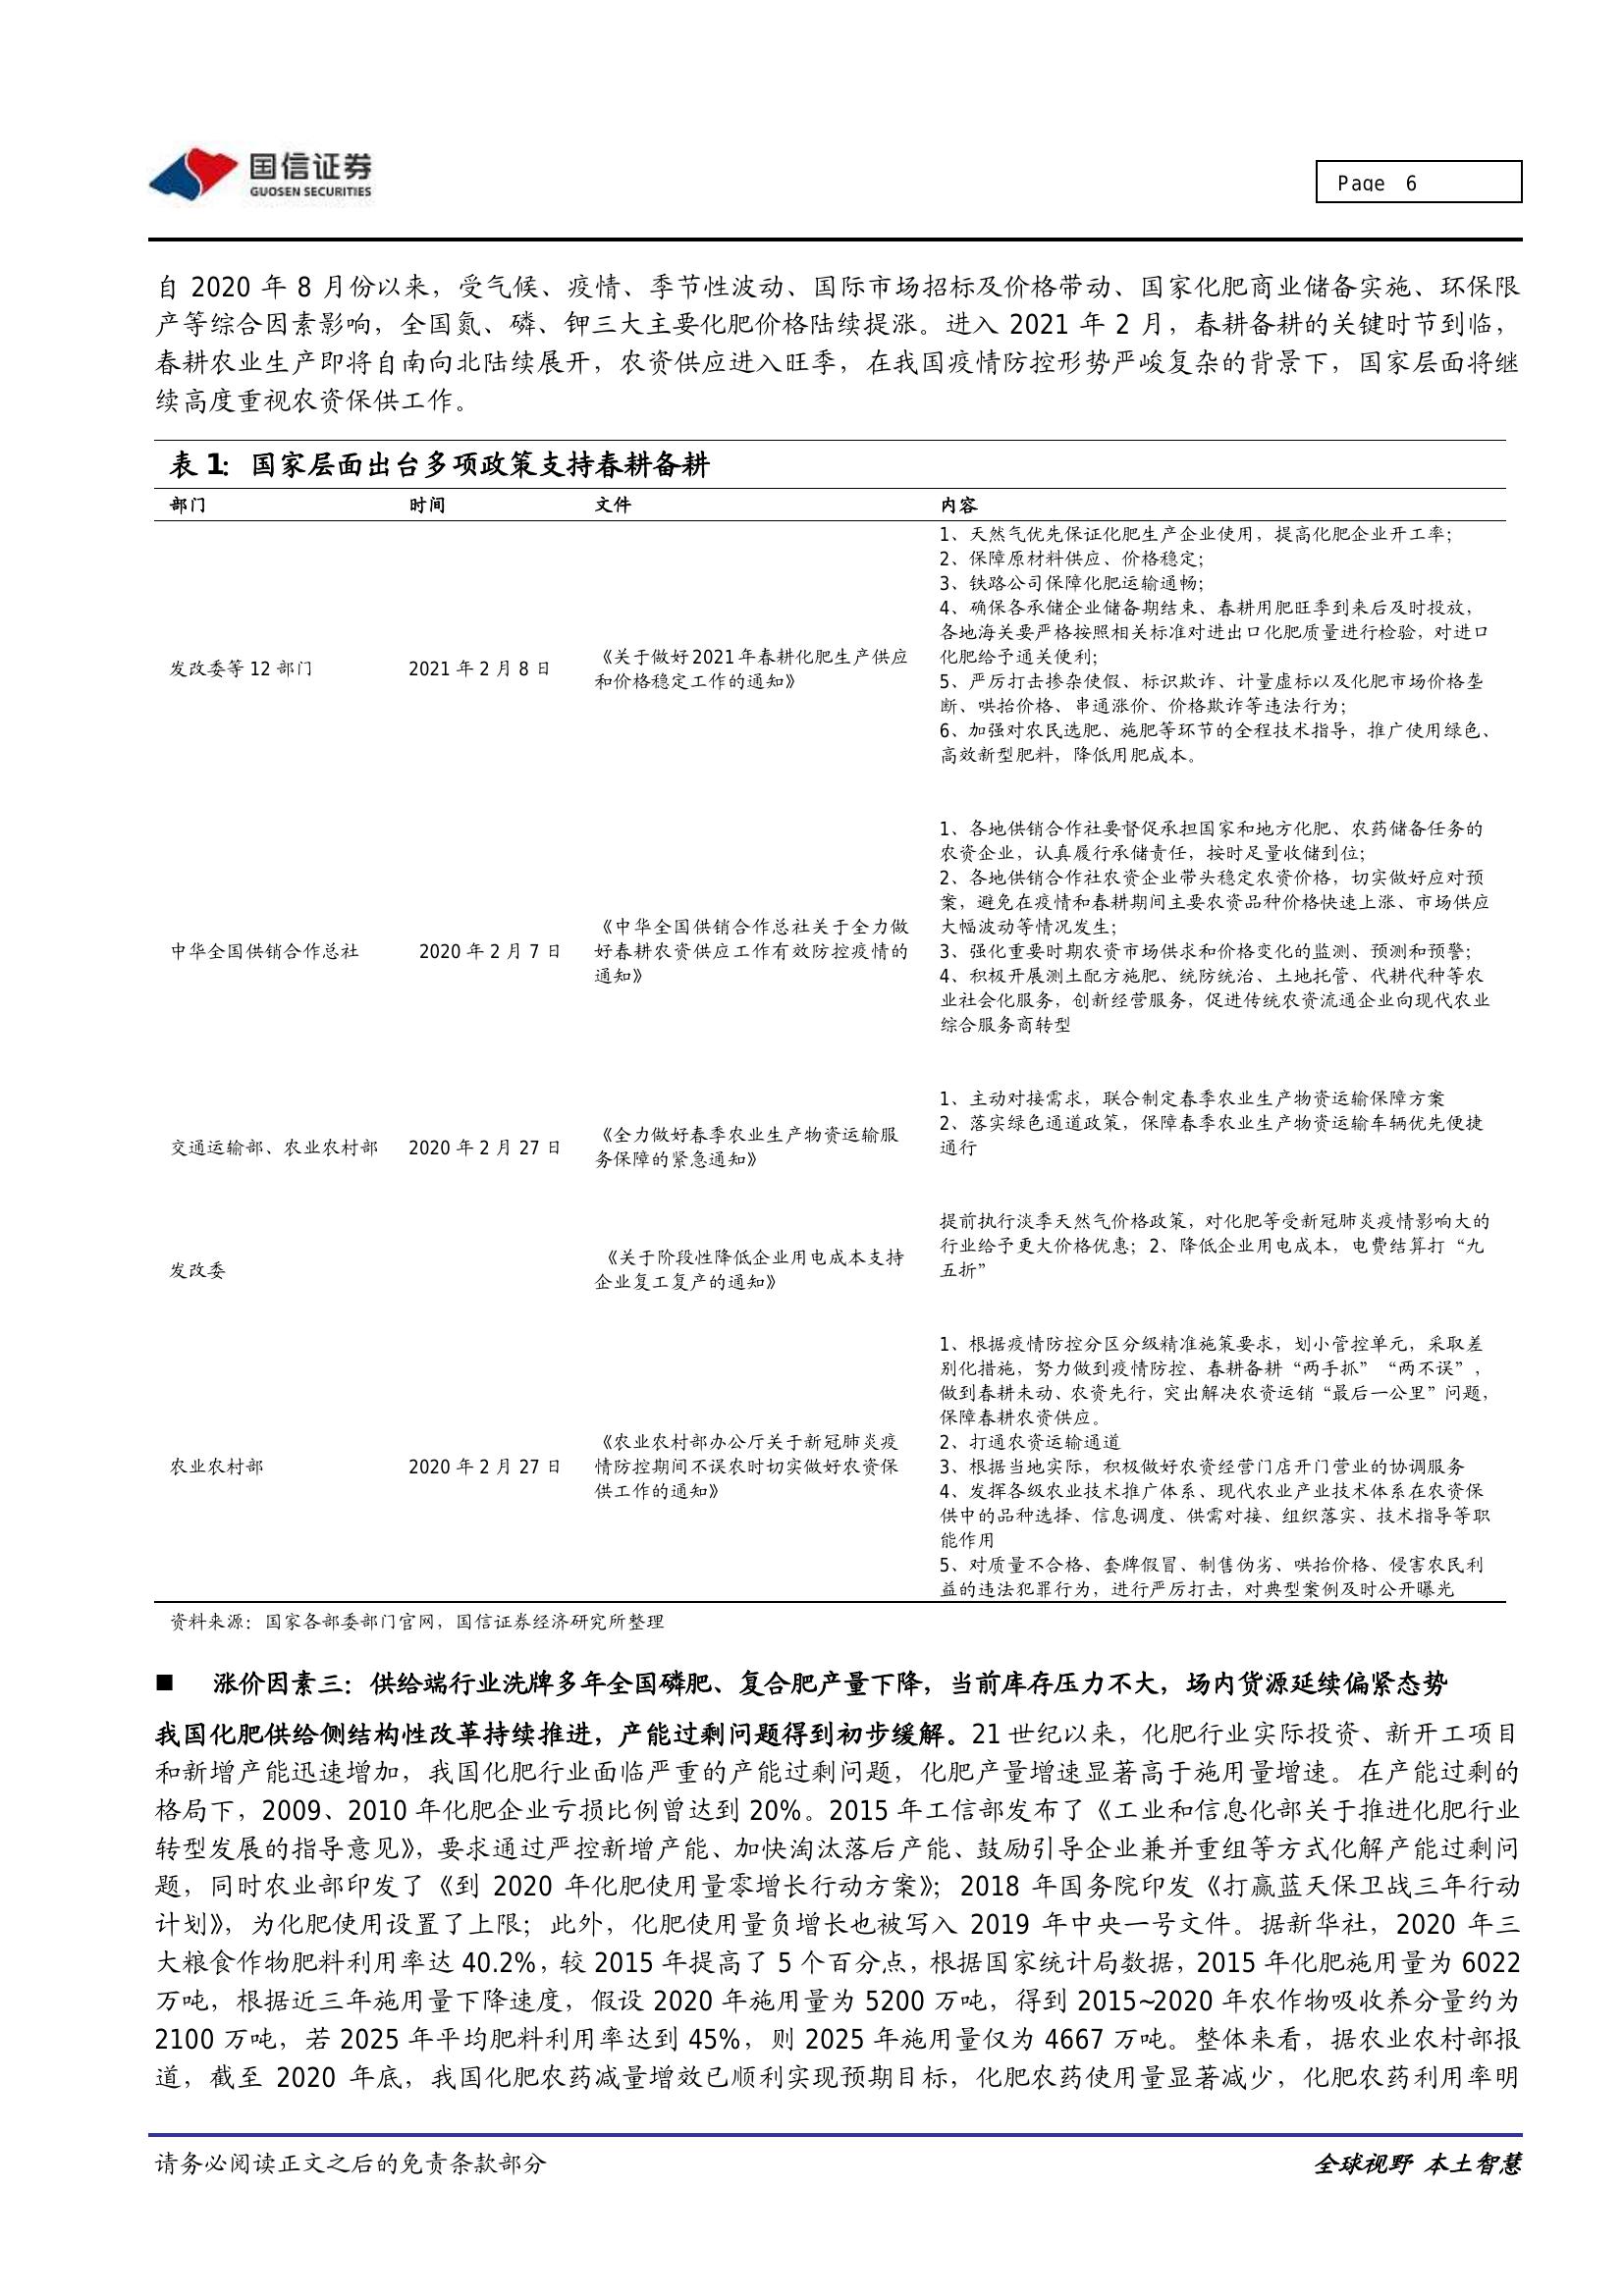 国信证券
GUOSEN SECURITIES
Page 6
自 2020 年 8 月份以来，受气候、疫情、季节性波动、国际市场招标及价格带动、国家化肥商业储备实施、环保限
产等综合因素影响，全国氮、磷、钾三大主要化肥价格陆续提涨。进入 2021 年 2 月，春耕备耕的关键时节到临，
春耕农业生产即将自南向北陆续展开，农资供应进入旺季，在我国疫情防控形势严峻复杂的背景下，国家层面将继
续高度重视农资保供工作。
表 1：国家层面出台多项政策支持春耕备耕
部门 时间 文件 内容
发改委等 12 部门
2021 年 2 月 8 日
《关于做好 2021 年春耕化肥生产供应
和价格稳定工作的通知》
1、天然气优先保证化肥生产企业使用，提高化肥企业开工率；
2、保障原材料供应、价格稳定；
3、铁路公司保障化肥运输通畅；
4、确保各承储企业储备期结束、春耕用肥旺季到来后及时投放，
各地海关要严格按照相关标准对进出口化肥质量进行检验，对进口
化肥给予通关便利；
5、严厉打击掺杂使假、标识欺诈、计量虚标以及化肥市场价格垄
断、哄抬价格、串通涨价、价格欺诈等违法行为；
6、加强对农民选肥、施肥等环节的全程技术指导，推广使用绿色、
高效新型肥料，降低用肥成本。
中华全国供销合作总社
2020 年 2 月 7 日
《中华全国供销合作总社关于全力做
好春耕农资供应工作有效防控疫情的
通知》
1、各地供销合作社要督促承担国家和地方化肥、农药储备任务的
农资企业，认真履行承储责任，按时足量收储到位；
2、各地供销合作社农资企业带头稳定农资价格，切实做好应对预
案，避免在疫情和春耕期间主要农资品种价格快速上涨、市场供应
大幅波动等情况发生；
3、强化重要时期农资市场供求和价格变化的监测、预测和预警；
4、积极开展测土配方施肥、统防统治、土地托管、代耕代种等农
业社会化服务，创新经营服务，促进传统农资流通企业向现代农业
综合服务商转型
交通运输部、农业农村部
2020 年 2 月 27 日
《全力做好春季农业生产物资运输服
务保障的紧急通知》
1、主动对接需求，联合制定春季农业生产物资运输保障方案
2、落实绿色通道政策，保障春季农业生产物资运输车辆优先便捷
通行
发改委
《关于阶段性降低企业用电成本支持
企业复工复产的通知》
提前执行淡季天然气价格政策，对化肥等受新冠肺炎疫情影响大的
行业给予更大价格优惠；2、降低企业用电成本，电费结算打“九
五折”
农业农村部
2020 年 2 月 27 日
《农业农村部办公厅关于新冠肺炎疫
情防控期间不误农时切实做好农资保
供工作的通知》
1、根据疫情防控分区分级精准施策要求，划小管控单元，采取差
别化措施，努力做到疫情防控、春耕备耕“两手抓”“两不误”，
做到春耕未动、农资先行，突出解决农资运销“最后一公里”问题，
保障春耕农资供应。
2、打通农资运输通道
3、根据当地实际，积极做好农资经营门店开门营业的协调服务
4、发挥各级农业技术推广体系、现代农业产业技术体系在农资保
供中的品种选择、信息调度、供需对接、组织落实、技术指导等职
能作用
5、对质量不合格、套牌假冒、制售伪劣、哄抬价格、侵害农民利
益的违法犯罪行为，进行严厉打击，对典型案例及时公开曝光
资料来源：国家各部委部门官网，国信证券经济研究所整理
■ 涨价因素三：供给端行业洗牌多年全国磷肥、复合肥产量下降，当前库存压力不大，场内货源延续偏紧态势
我国化肥供给侧结构性改革持续推进，产能过剩问题得到初步缓解。21 世纪以来，化肥行业实际投资、新开工项目
和新增产能迅速增加，我国化肥行业面临严重的产能过剩问题，化肥产量增速显著高于施用量增速。在产能过剩的
格局下，2009、2010 年化肥企业亏损比例曾达到 20%。2015 年工信部发布了《工业和信息化部关于推进化肥行业
转型发展的指导意见》，要求通过严控新增产能、加快淘汰落后产能、鼓励引导企业兼并重组等方式化解产能过剩问
题，同时农业部印发了《到 2020 年化肥使用量零增长行动方案》；2018 年国务院印发《打赢蓝天保卫战三年行动
计划》，为化肥使用设置了上限；此外，化肥使用量负增长也被写入 2019 年中央一号文件。据新华社，2020 年三
大粮食作物肥料利用率达 40.2%，较 2015 年提高了 5 个百分点，根据国家统计局数据，2015 年化肥施用量为 6022
万吨，根据近三年施用量下降速度，假设 2020 年施用量为 5200 万吨，得到 2015~2020 年农作物吸收养分量约为
2100 万吨，若 2025 年平均肥料利用率达到 45%，则 2025 年施用量仅为 4667 万吨。整体来看，据农业农村部报
道，截至 2020 年底，我国化肥农药减量增效已顺利实现预期目标，化肥农药使用量显著减少，化肥农药利用率明
请务必阅读正文之后的免责条款部分
全球视野 本土智慧